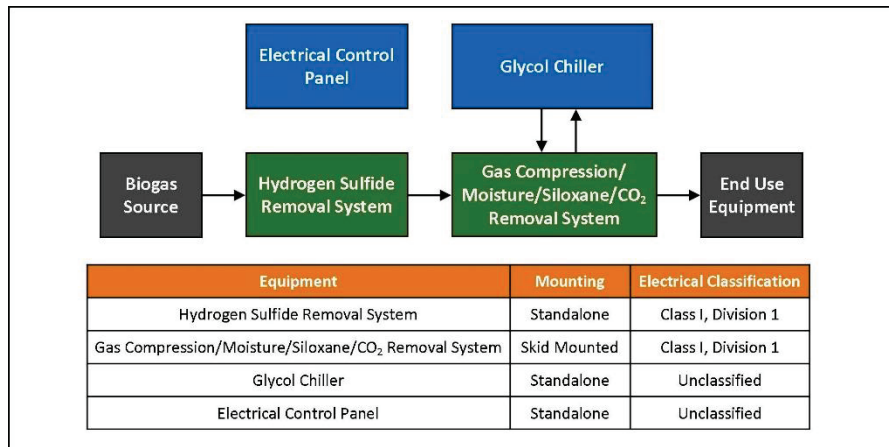 Electrical Control
Panel
Glycol Chiller
Biogas
Source
Hydrogen Sulfide
Removal System
Gas Compression/
Moisture/Siloxane/CO₂
Removal System
End Use
Equipment
Equipment Mounting Electrical Classification
Hydrogen Sulfide Removal System Standalone Class I, Division 1
Gas Compression/Moisture/Siloxane/CO₂ Removal System Skid Mounted Class I, Division 1
Glycol Chiller Standalone Unclassified
Electrical Control Panel Standalone Unclassified